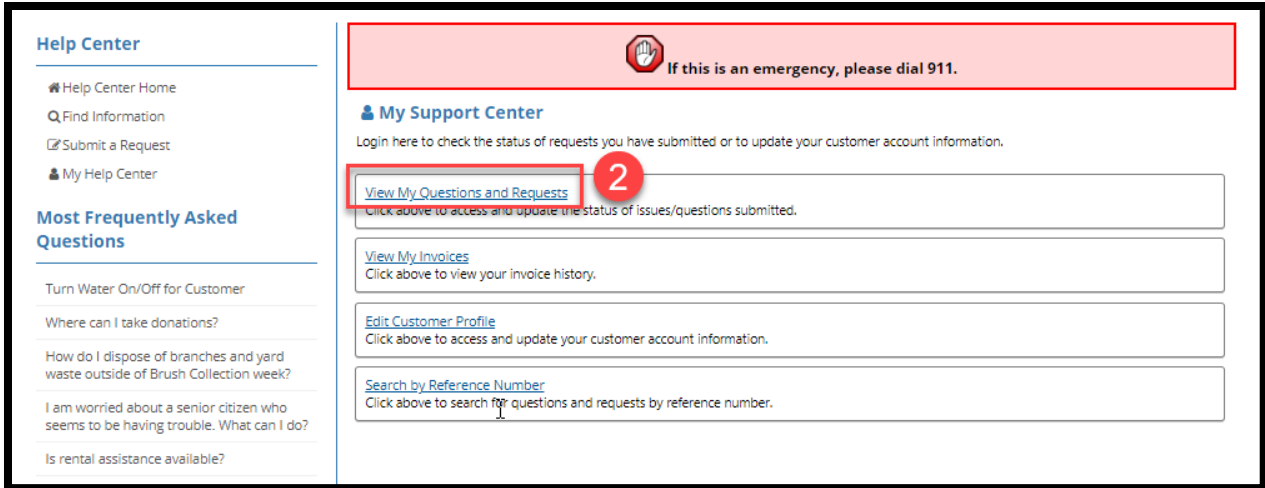 Help Center
Help Center Home
Find Information
Submit a Request
My Help Center
Most Frequently Asked
Questions
Turn Water On/Off for Customer
Where can I take donations?
How do I dispose of branches and yard
waste outside of Brush Collection week?
I am worried about a senior citizen who
seems to be having trouble. What can I do?
Is rental assistance available?
If this is an emergency, please dial 911.
My Support Center
Login here to check the status of requests you have submitted or to update your customer account information.
View My Questions and Requests
2
Click above to access and update the status of issues/questions submitted.
View My Invoices
Click above to view your invoice history.
Edit Customer Profile
Click above to access and update your customer account information.
Search by Reference Number
Click above to search for questions and requests by reference number.